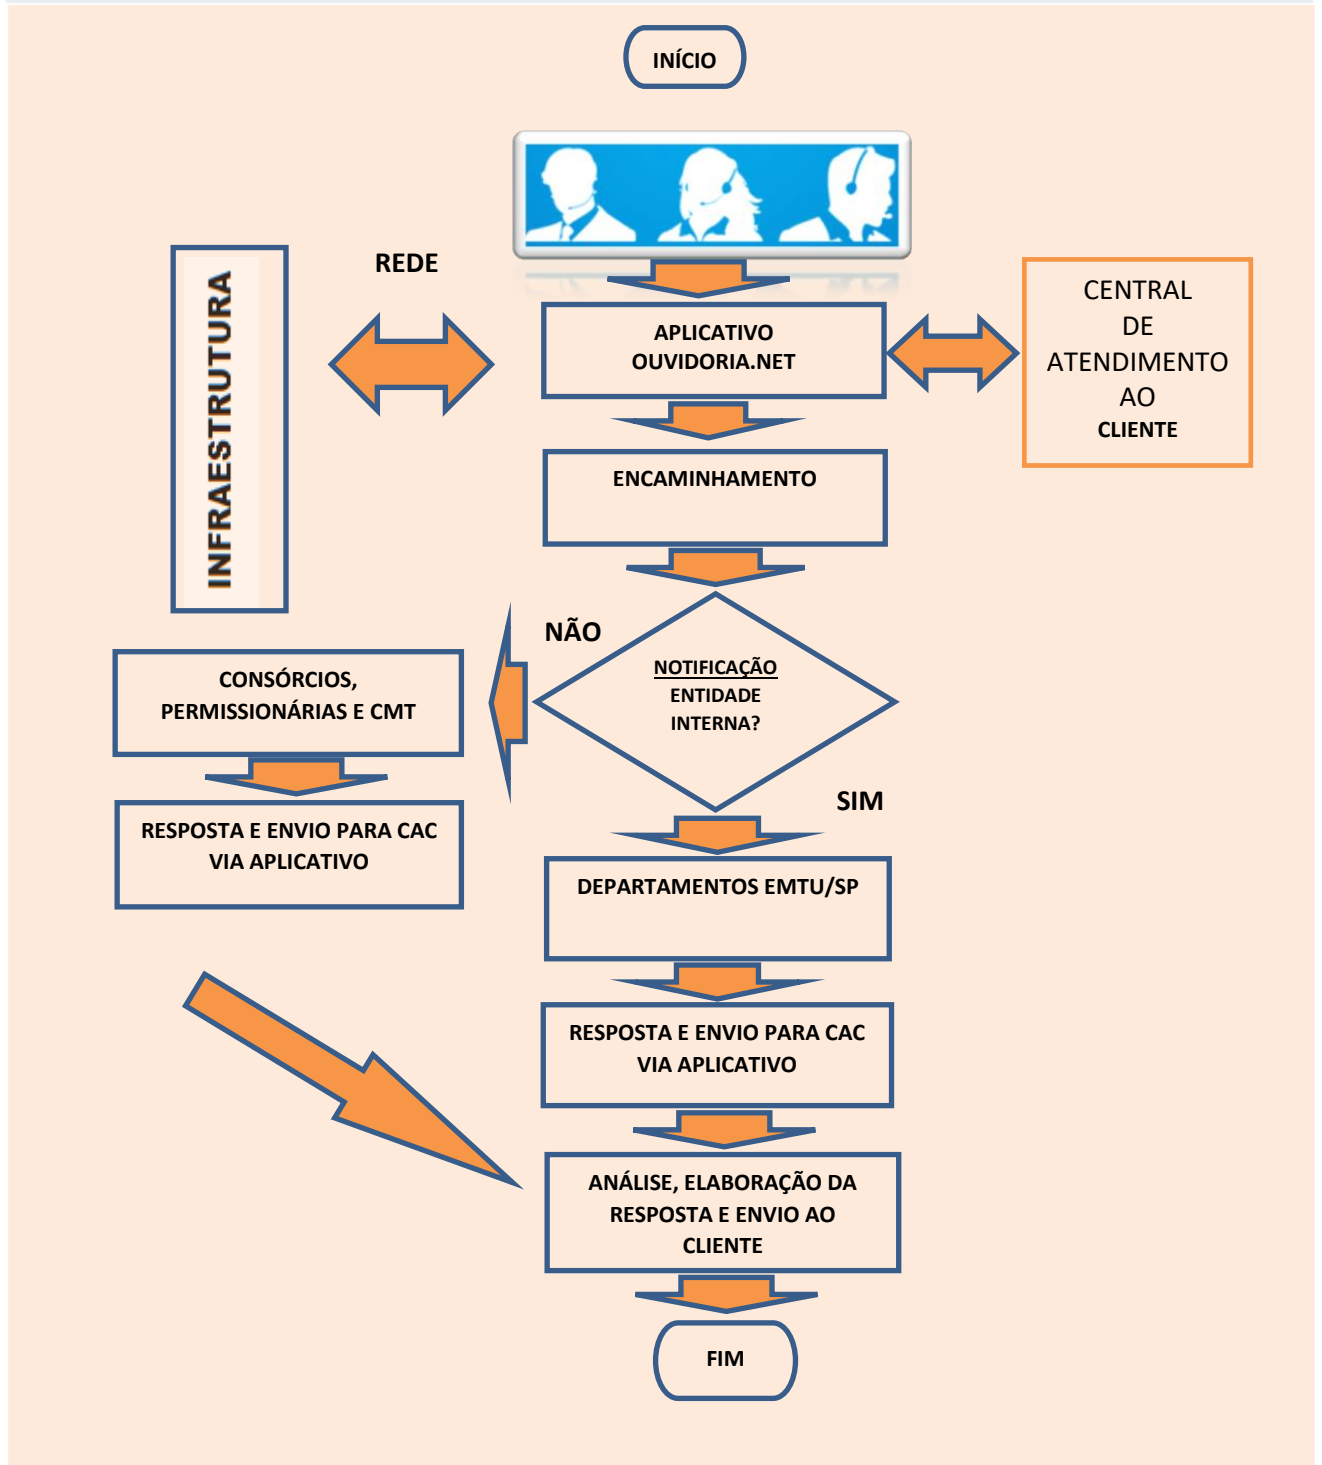 INÍCIO
REDE
INFRAESTRUTURA
APLICATIVO
OUVIDORIA.NET
CENTRAL
DE
ATENDIMENTO
AO
CLIENTE
ENCAMINHAMENTO
NÃO
NOTIFICAÇÃO
ENTIDADE
INTERNA?
CONSÓRCIOS,
PERMISSIONÁRIAS E CMT
RESPOSTA E ENVIO PARA CAC
VIA APLICATIVO
SIM
DEPARTAMENTOS EMTU/SP
RESPOSTA E ENVIO PARA CAC
VIA APLICATIVO
ANÁLISE, ELABORAÇÃO DA
RESPOSTA E ENVIO AO
CLIENTE
FIM